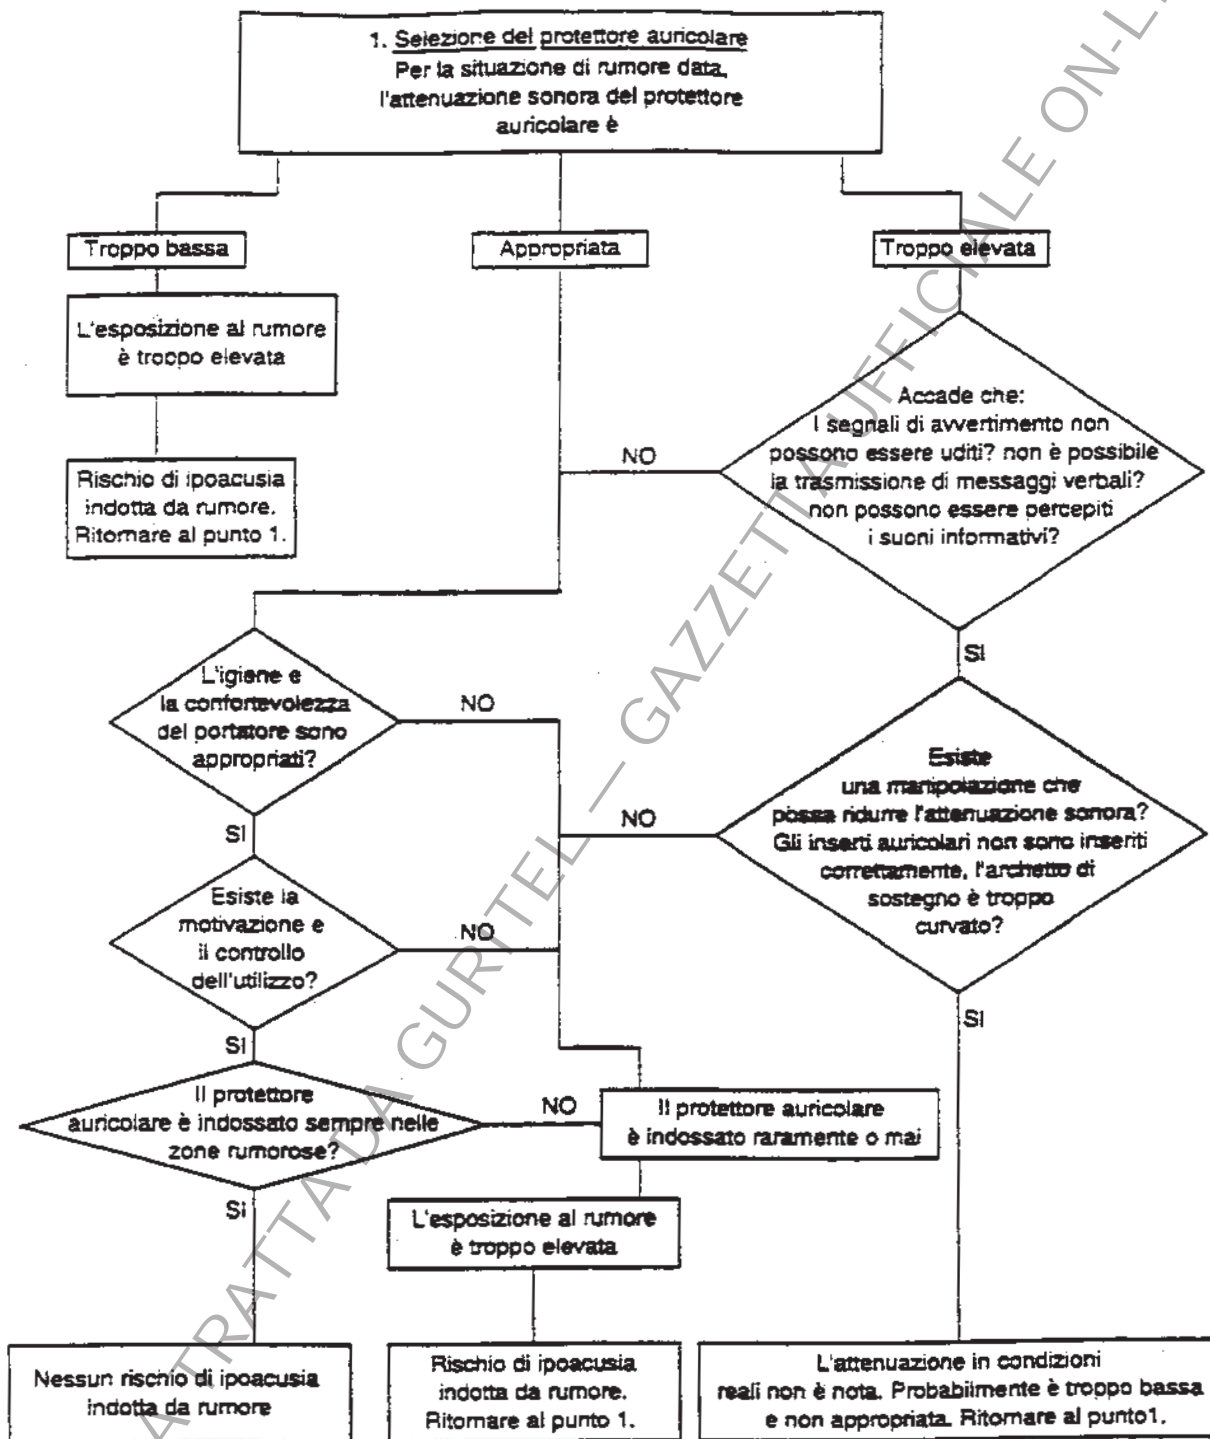 1. Selezione del protettore auricolare
Per la situazione di rumore data,
l'attenuazione sonora del protettore
auricolare è
Troppo bassa
Appropriata
Troppo elevata
L'esposizione al rumore
è troppo elevata
Rischio di ipoacusia
indotta da rumore.
Ritornare al punto 1.
Accade che:
I segnali di avvertimento non
possono essere uditi? non è possibile
la trasmissione di messaggi verbali?
non possono essere percepiti
i suoni informativi?
NO
SI
L'igiene e
la confortevolezza
del portatore sono
appropriati?
NO
SI
Esiste
una manipolazione che
possa ridurre l'attenuazione sonora?
Gli inserti auricolari non sono inseriti
correttamente, l'archetto di
sostegno è troppo
curvato?
NO
SI
Esiste la
motivazione e
il controllo
dell'utilizzo?
NO
SI
Il protettore
auricolare è indossato sempre nelle
zone rumorose?
NO
SI
Il protettore auricolare
è indossato raramente o mai
L'esposizione al rumore
è troppo elevata
Nessun rischio di ipoacusia
indotta da rumore
Rischio di ipoacusia
indotta da rumore.
Ritornare al punto 1.
L'attenuazione in condizioni
reali non è nota. Probabilmente è troppo bassa
e non appropriata. Ritornare al punto1.
A TRATTA DA GURITEL — GAZZETTA UFFICIALE ON-L